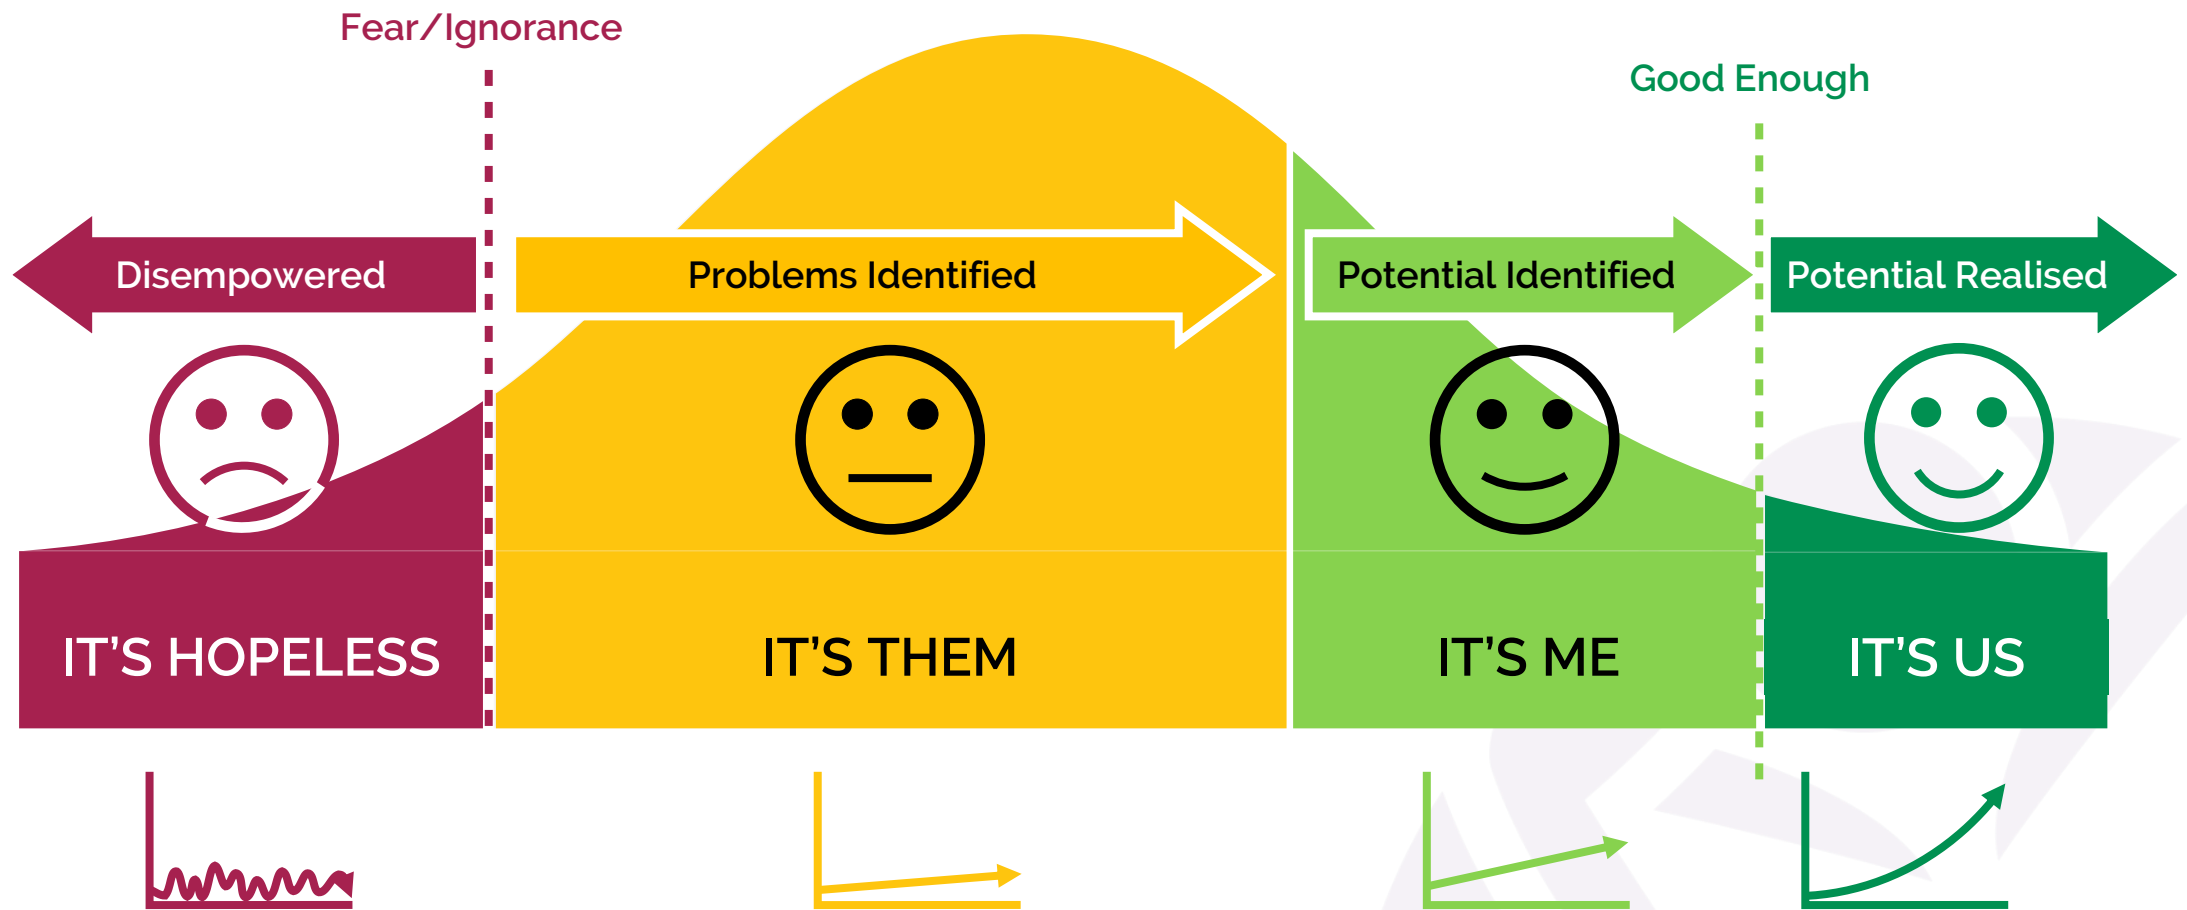 Fear/Ignorance
Good Enough
Disempowered
Problems Identified
Potential Identified
Potential Realised
IT’S HOPELESS
IT’S THEM
IT’S ME
IT’S US